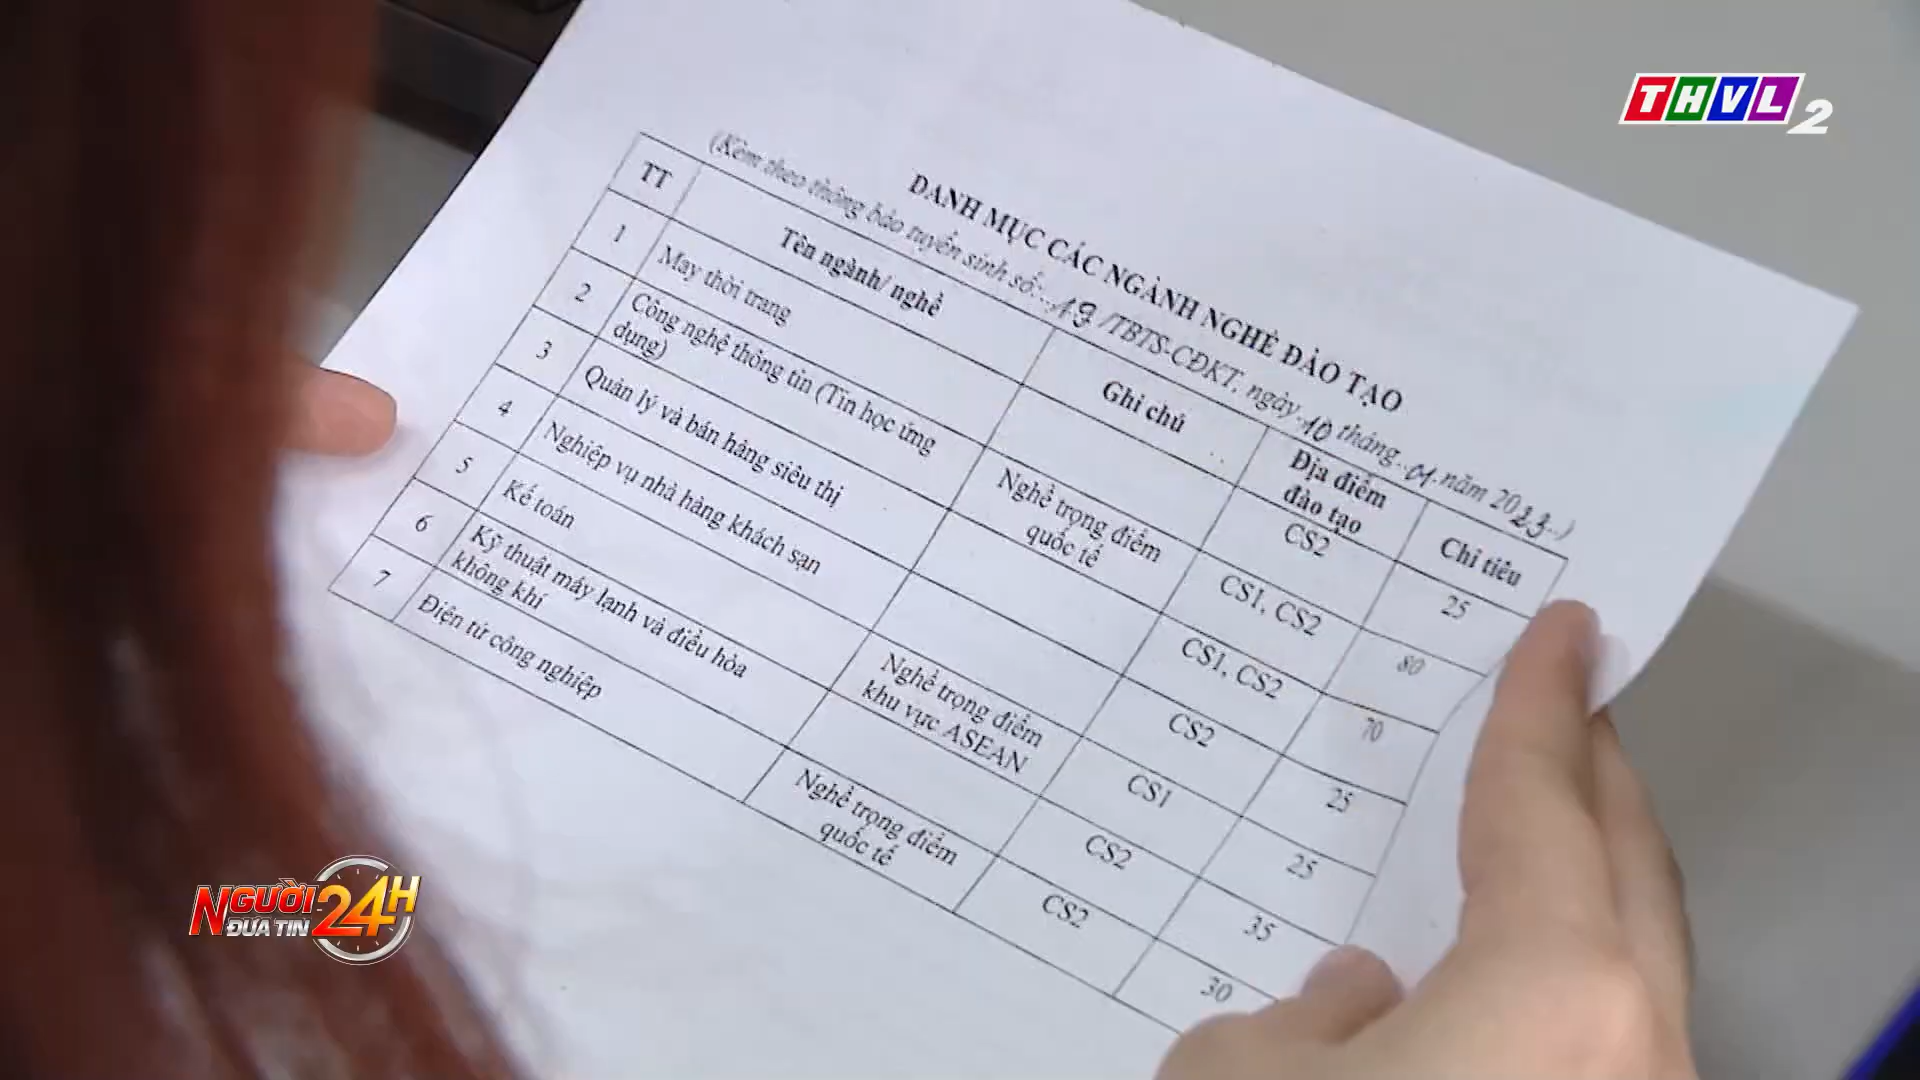 THVL 2
DANH MỤC CÁC NGÀNH NGHỀ ĐÀO TẠO
(Kèm theo thông báo tuyển sinh số:...19/TBTS-CĐKT, ngày..10 tháng..01. năm 2023..)
TT Tên ngành/ nghề Ghi chú Địa điểm đào tạo Chỉ tiêu
1 May thời trang CS2 25
2 Công nghệ thông tin (Tin học ứng
dụng) Nghề trọng điểm
quốc tế CS1, CS2 80
3 Quản lý và bán hàng siêu thị CS1, CS2 70
4 Nghiệp vụ nhà hàng khách sạn CS2 25
5 Kế toán Nghề trọng điểm
khu vực ASEAN CS1 25
6 Kỹ thuật máy lạnh và điều hòa
không khí CS2 35
7 Điện tử công nghiệp Nghề trọng điểm
quốc tế CS2 30
NGƯỜI ĐƯA TIN 24H